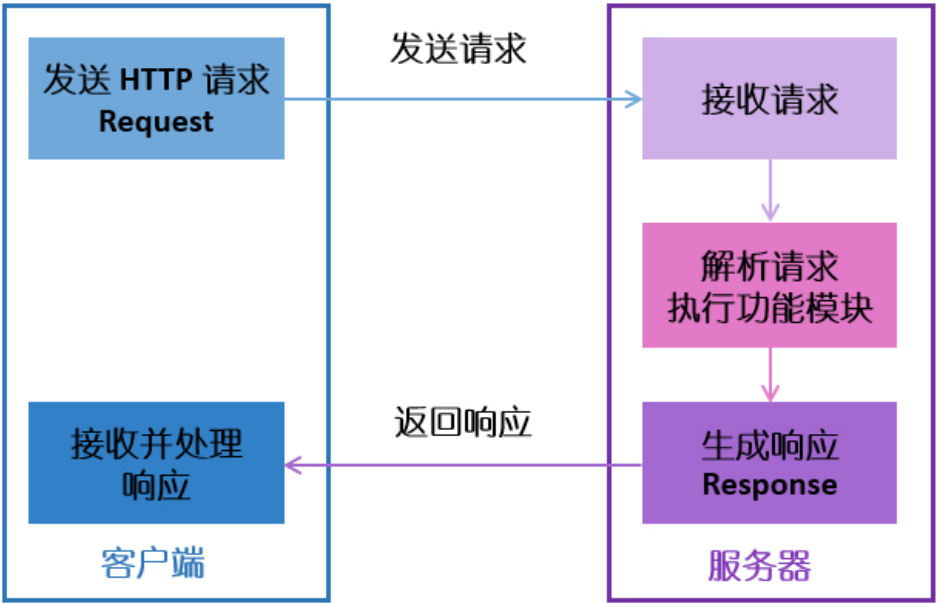 发送 HTTP 请求
Request
发送请求
接收请求
解析请求
执行功能模块
生成响应
Response
返回响应
接收并处理
响应
客户端
服务器